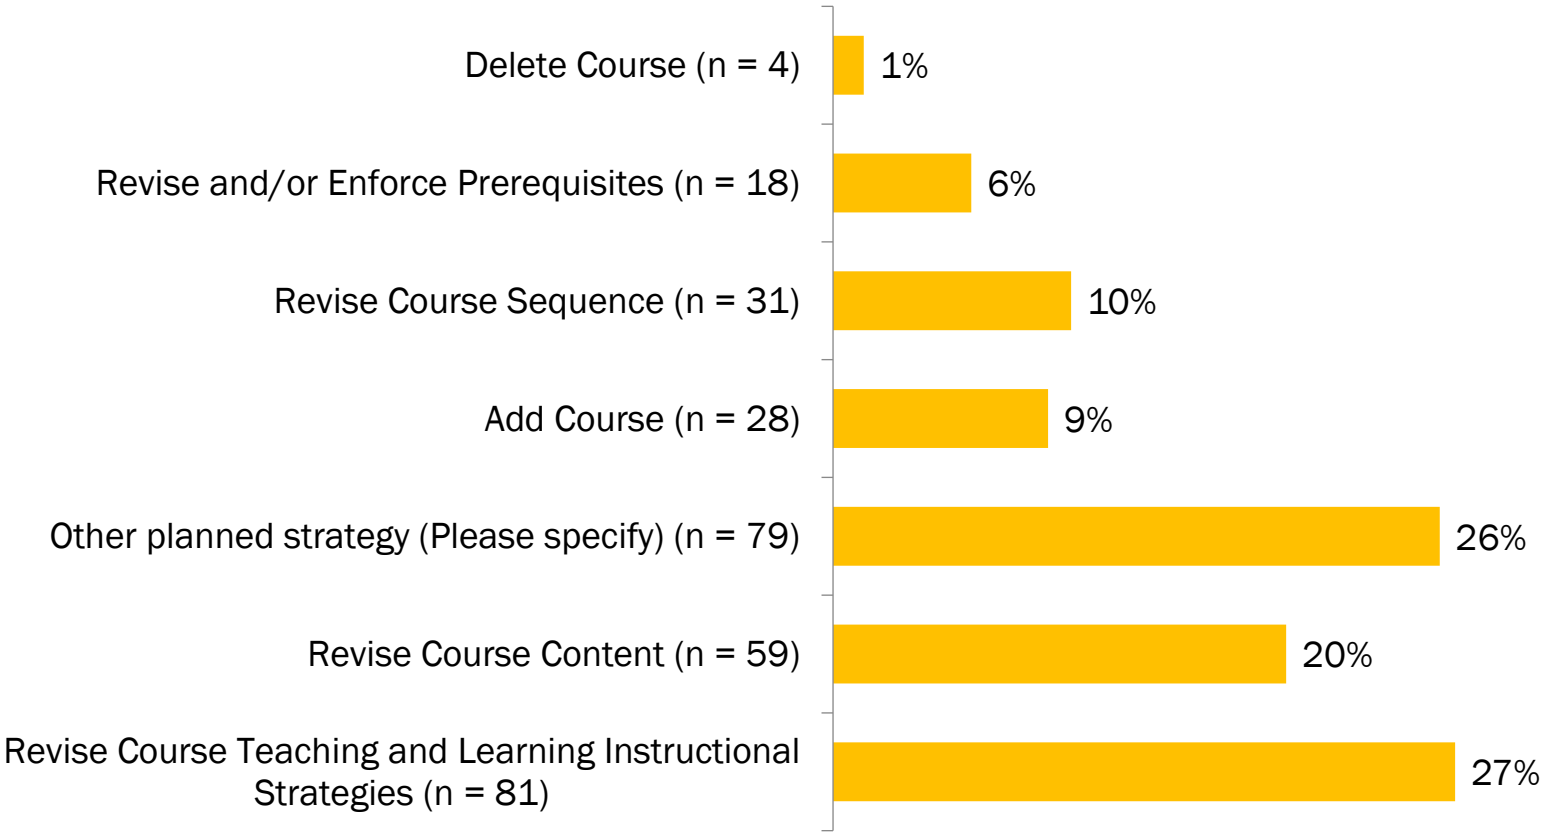 Delete Course (n = 4)
1%
Revise and/or Enforce Prerequisites (n = 18)
6%
Revise Course Sequence (n = 31)
10%
Add Course (n = 28)
9%
Other planned strategy (Please specify) (n = 79)
26%
Revise Course Content (n = 59)
20%
Revise Course Teaching and Learning Instructional
Strategies (n = 81)
27%